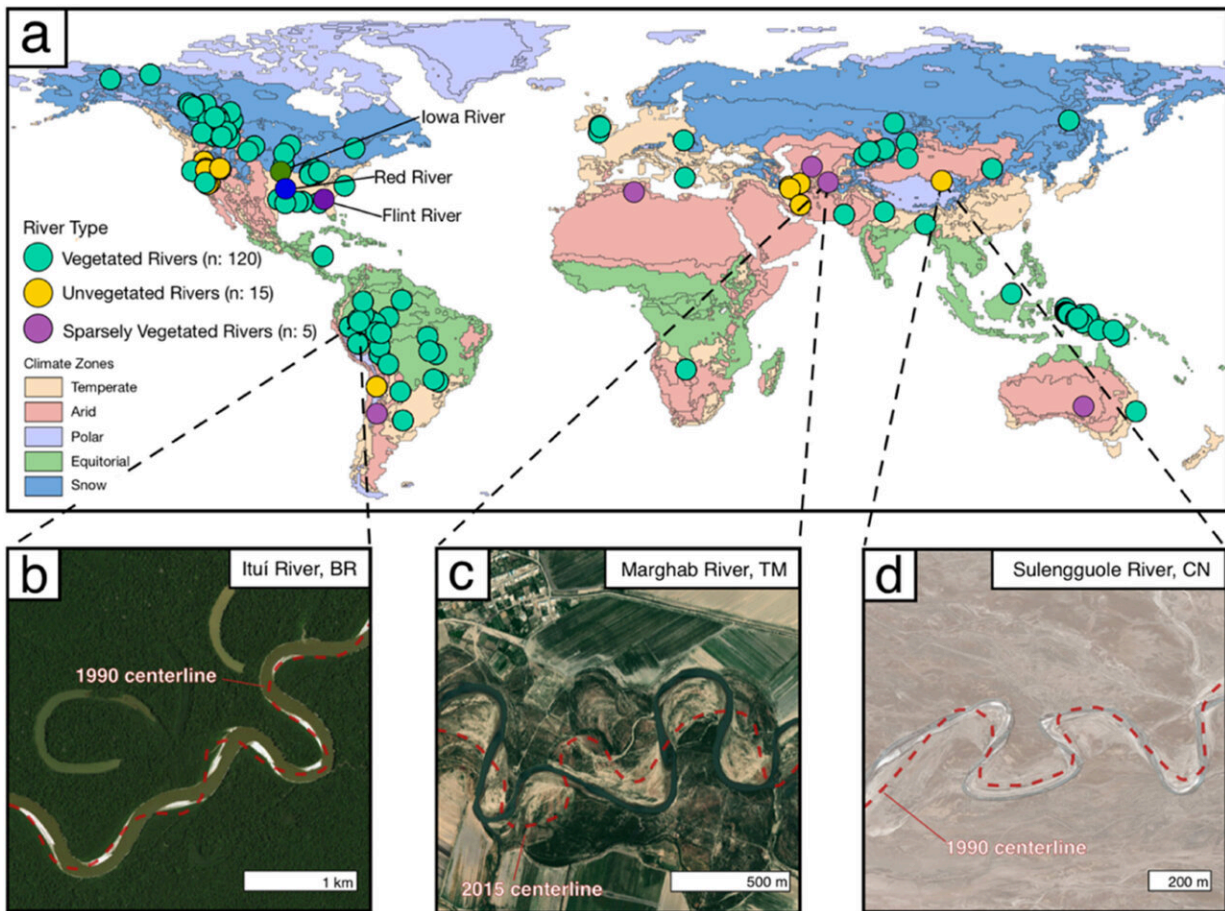 a
Iowa River
Red River
Flint River
River Type
Vegetated Rivers (n: 120)
Unvegetated Rivers (n: 15)
Sparsely Vegetated Rivers (n: 5)
Climate Zones
Temperate
Arid
Polar
Equitorial
Snow
b
Ituí River, BR
1990 centerline
1 km
c
Marghab River, TM
2015 centerline
500 m
d
Sulengguole River, CN
1990 centerline
200 m